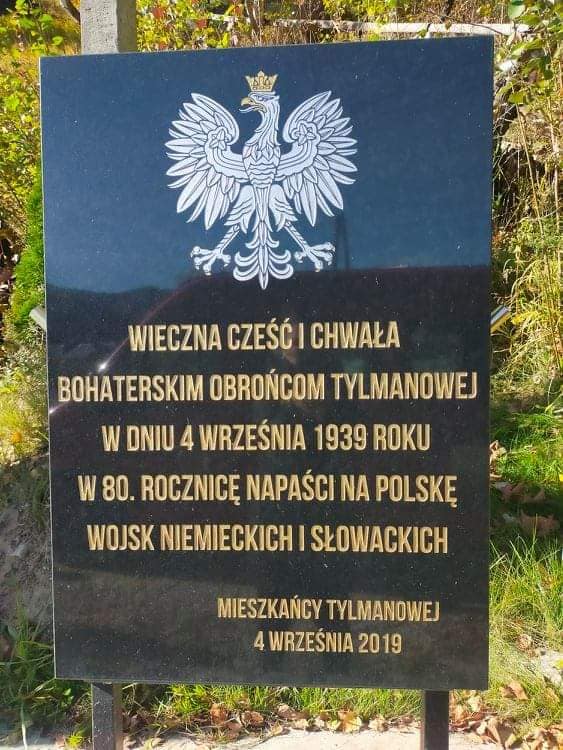 WIECZNA CZEŚĆ I CHWAŁA
BOHATERSKIM OBROŃCOM TYLMANOWEJ
W DNIU 4 WRZEŚNIA 1939 ROKU
W 80. ROCZNICĘ NAPAŚCI NA POLSKĘ
WOJSK NIEMIECKICH I SŁOWACKICH
MIESZKAŃCY TYLMANOWEJ
4 WRZEŚNIA 2019